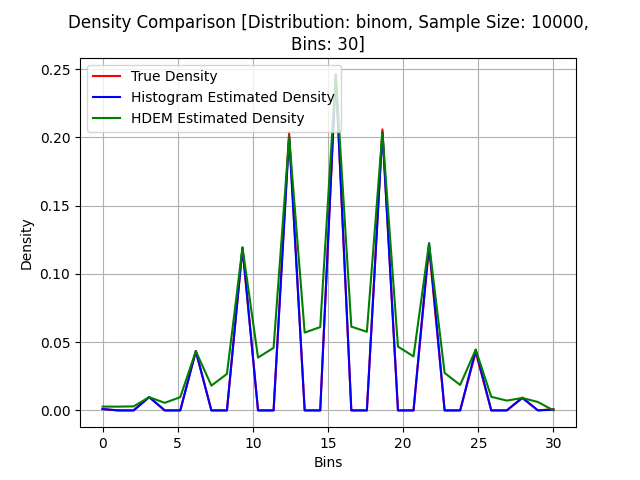 Density Comparison [Distribution: binom, Sample Size: 10000,
Bins: 30]
True Density
Histogram Estimated Density
HDEM Estimated Density
Density
0.25
0.20
0.15
0.10
0.05
0.00
0 5 10 15 20 25 30
Bins